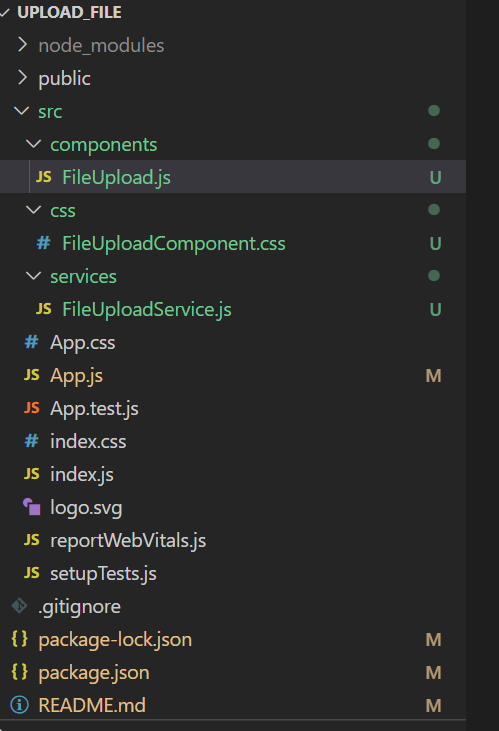 UPLOAD_FILE
node_modules
public
src
components
JS FileUpload.js U
css
# FileUploadComponent.css U
services
JS FileUploadService.js U
# App.css
JS App.js M
JS App.test.js
# index.css
JS index.js
logo.svg
JS reportWebVitals.js
JS setupTests.js
.gitignore
{} package-lock.json M
{} package.json M
README.md M